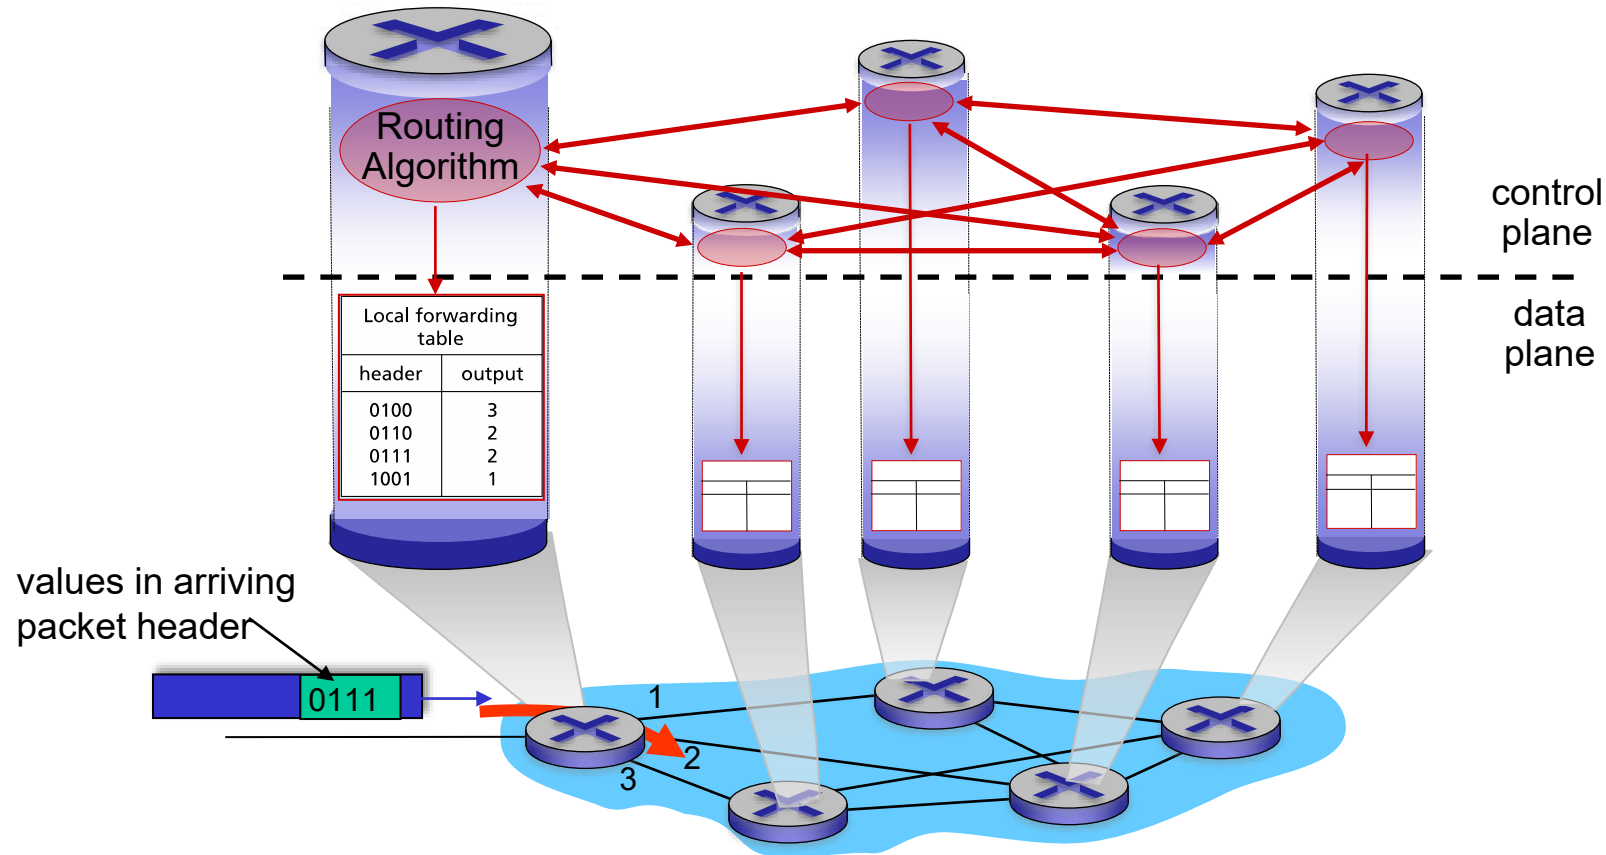 Routing
Algorithm
control
plane
data
plane
Local forwarding
table
header output
0100 3
0110 2
0111 2
1001 1
values in arriving
packet header
0111
1
2
3